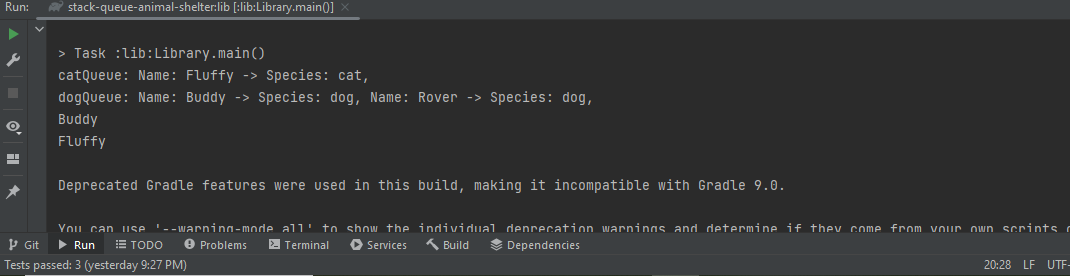 Run: stack-queue-animal-shelter:lib [:lib:Library.main()]
> Task :lib:Library.main()
catQueue: Name: Fluffy -> Species: cat,
dogQueue: Name: Buddy -> Species: dog, Name: Rover -> Species: dog,
Buddy
Fluffy
Deprecated Gradle features were used in this build, making it incompatible with Gradle 9.0.
You can use '--warning-mode all' to show the individual deprecation warnings and determine if they come from your own scripts
Git Run TODO Problems Terminal Services Build Dependencies
Tests passed: 3 (yesterday 9:27 PM) 20:28 LF UTF-